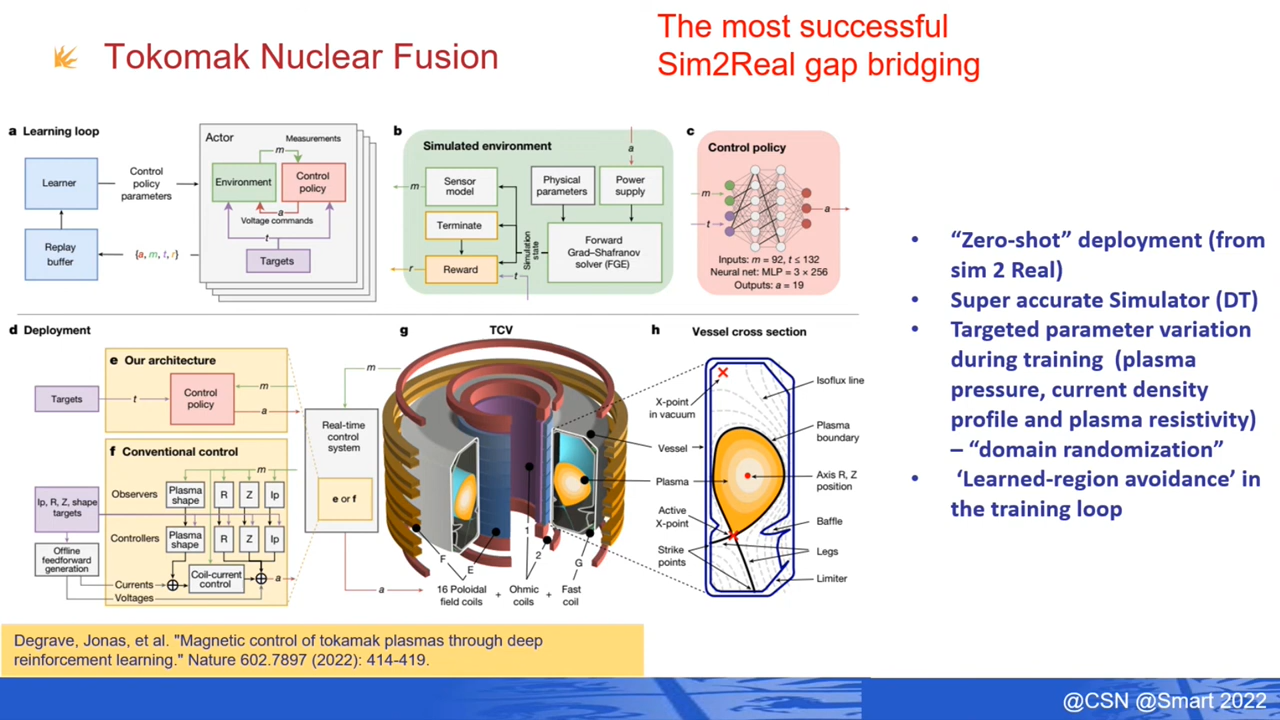 Tokomak Nuclear Fusion
The most successful
Sim2Real gap bridging
a Learning loop
Learner
Control
policy
parameters
Replay
buffer
{a, m, t, r}
Actor
Measurements
m
Environment
Control
policy
a
Voltage commands
t
Targets
b
Simulated environment
a
m
Sensor
model
Physical
parameters
Power
supply
Terminate
Simulation
state
Forward
Grad–Shafranov
solver (FGE)
r
Reward
t
c
Control policy
m
t
a
Inputs: m = 92, t ≤ 132
Neural net: MLP = 3 × 256
Outputs: a = 19
d Deployment
e Our architecture
Targets
t
Control
policy
m
a
f Conventional control
m
Observers
Plasma
shape
R
Z
Ip
Ip, R, Z, shape
targets
Controllers
Plasma
shape
R
Z
Ip
Offline
feedforward
generation
Coil-current
control
a
Currents
Voltages
m
Real-time
control
system
e or f
a
g
TCV
F
E
1
2
G
16 Poloidal
field coils
+
Ohmic
coils
+
Fast
coil
h
Vessel cross section
X-point
in vacuum
Isoflux line
Vessel
Plasma
boundary
Plasma
Axis R, Z
position
Active
X-point
Baffle
Strike
points
Legs
Limiter
• “Zero-shot” deployment (from
sim 2 Real)
• Super accurate Simulator (DT)
• Targeted parameter variation
during training (plasma
pressure, current density
profile and plasma resistivity)
– “domain randomization”
• ‘Learned-region avoidance’ in
the training loop
Degrave, Jonas, et al. "Magnetic control of tokamak plasmas through deep
reinforcement learning." Nature 602.7897 (2022): 414-419.
@CSN @Smart 2022